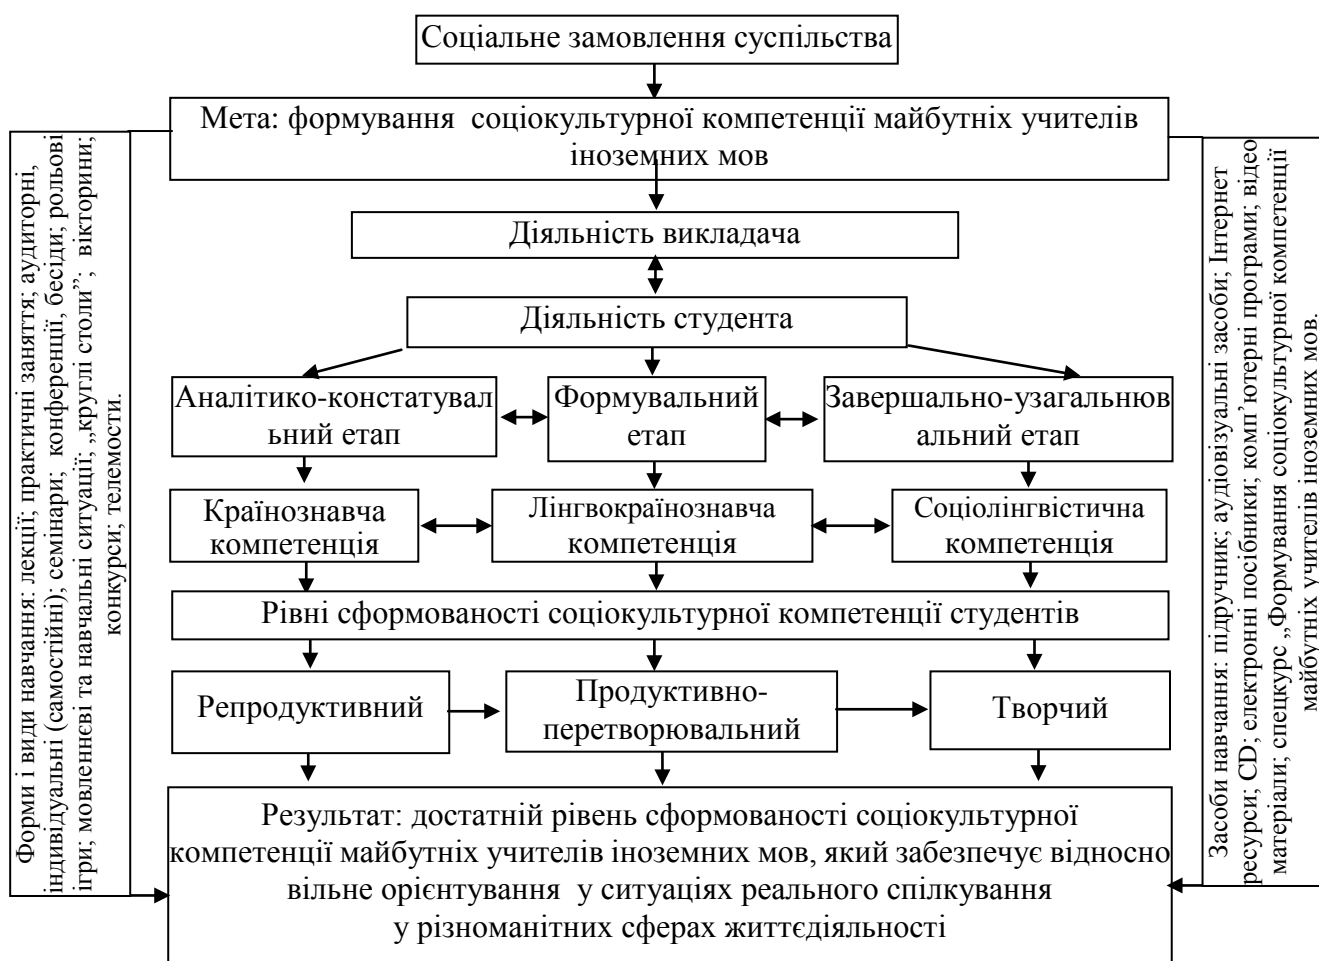 Соціальне замовлення суспільства
Мета: формування соціокультурної компетенції майбутніх учителів
іноземних мов
Форми і види навчання: лекції; практичні заняття; аудиторні,
індивідуальні (самостійні); семінари; конференції, бесіди; рольові
ігри; мовленнєві та навчальні ситуації; „круглі столи”; вікторини;
конкурси; телемости.
Діяльність викладача
Діяльність студента
Аналітико-констатувал
ьний етап
Формувальний
етап
Завершально-узагальнюв
альний етап
Країнознавча
компетенція
Лінгвокраїнознавча
компетенція
Соціолінгвістична
компетенція
Рівні сформованості соціокультурної компетенції студентів
Репродуктивний
Продуктивно-
перетворювальний
Творчий
Результат: достатній рівень сформованості соціокультурної
компетенції майбутніх учителів іноземних мов, який забезпечує відносно
вільне орієнтування у ситуаціях реального спілкування
у різноманітних сферах життєдіяльності
Засоби навчання: підручник; аудіовізуальні засоби; Інтернет
ресурси; CD; електронні посібники; комп’ютерні програми; відео
матеріали; спецкурс „Формування соціокультурної компетенції
майбутніх учителів іноземних мов.